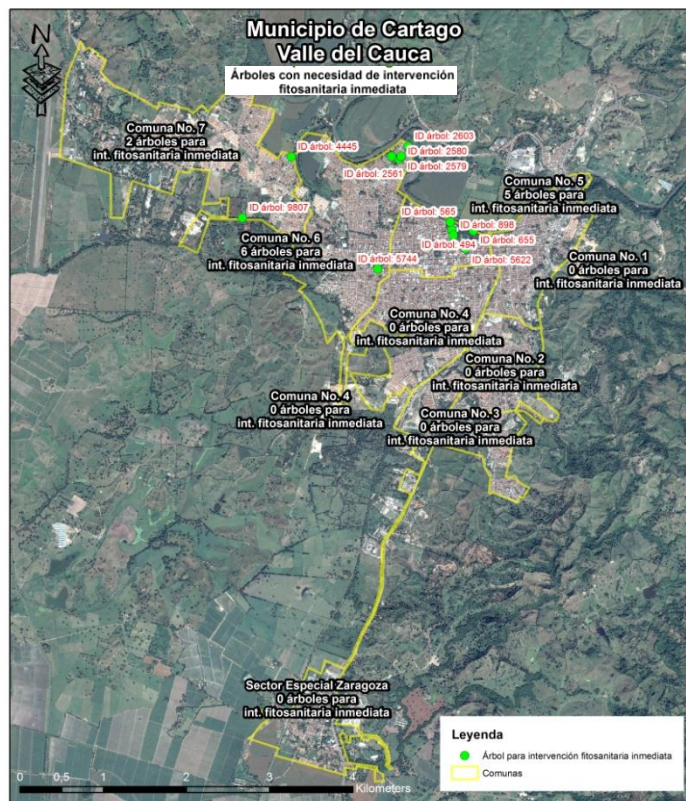 Municipio de Cartago
Valle del Cauca
Árboles con necesidad de intervención
fitosanitaria inmediata
N
Comuna No. 7
2 árboles para
int. fitosanitaria inmediata
ID árbol: 4445
ID árbol: 2603
ID árbol: 2580
ID árbol: 2579
ID árbol: 2561
Comuna No. 5
5 árboles para
int. fitosanitaria inmediata
ID árbol: 9807
ID árbol: 565
ID árbol: 898
ID árbol: 655
ID árbol: 494
ID árbol: 5622
Comuna No. 6
6 árboles para
int. fitosanitaria inmediata
ID árbol: 5744
Comuna No. 1
0 árboles para
int. fitosanitaria inmediata
Comuna No. 4
0 árboles para
int. fitosanitaria inmediata
Comuna No. 2
0 árboles para
int. fitosanitaria inmediata
Comuna No. 4
0 árboles para
int. fitosanitaria inmediata
Comuna No. 3
0 árboles para
int. fitosanitaria inmediata
Sector Especial Zaragoza
0 árboles para
int. fitosanitaria inmediata
Leyenda
Árbol para intervención fitosanitaria inmediata
Comunas
0 0,5 1 2 3 4
Kilometers